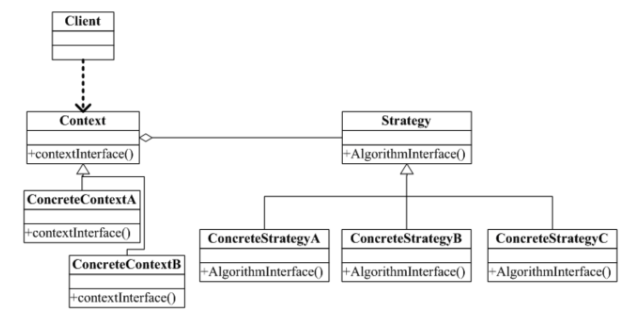 Client
Context
+contextInterface()
Strategy
+AlgorithmInterface()
ConcreteContextA
+contextInterface()
ConcreteContextB
+contextInterface()
ConcreteStrategyA
+AlgorithmInterface()
ConcreteStrategyB
+AlgorithmInterface()
ConcreteStrategyC
+AlgorithmInterface()